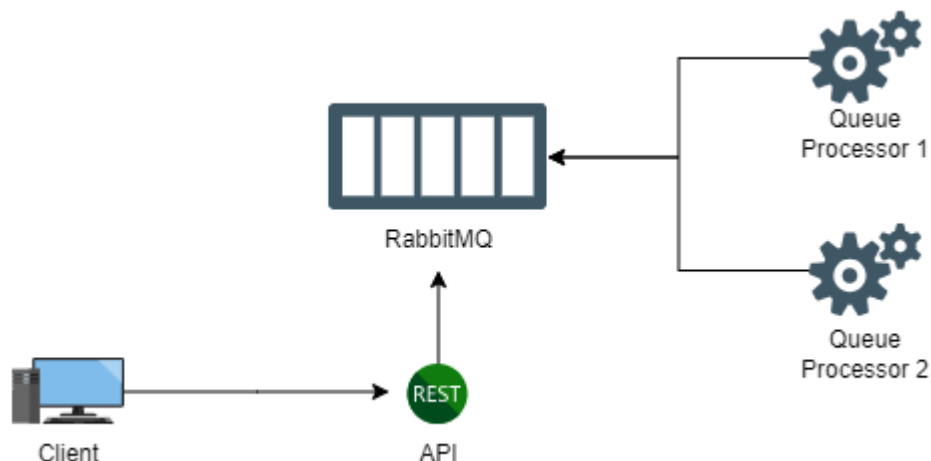 Queue
Processor 1
RabbitMQ
Queue
Processor 2
REST
Client
API